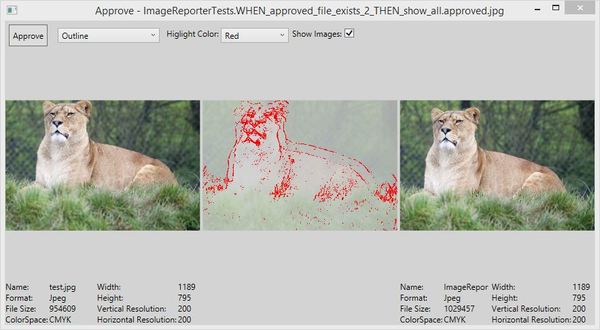 Approve - ImageReporterTests.WHEN_approved_file_exists_2_THEN_show_all.approved.jpg
Approve Outline Higlight Color: Red Show Images:
Name: test.jpg Width: 1189
Format: Jpeg Height: 795
File Size: 954609 Vertical Resolution: 200
ColorSpace: CMYK Horizontal Resolution: 200
Name: ImageRepor Width: 1189
Format: Jpeg Height: 795
File Size: 1029457 Vertical Resolution: 200
ColorSpace: CMYK Horizontal Resolution: 200